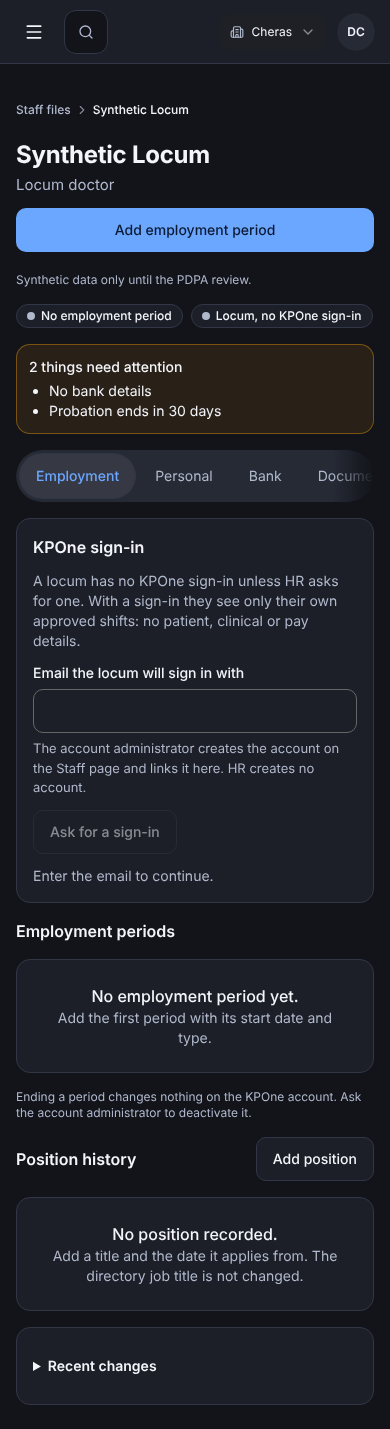 Cheras
DC
Staff files > Synthetic Locum
Synthetic Locum
Locum doctor
Add employment period
Synthetic data only until the PDPA review.
No employment period
Locum, no KPOne sign-in
2 things need attention
• No bank details
• Probation ends in 30 days
Employment Personal Bank Docume
KPOne sign-in
A locum has no KPOne sign-in unless HR asks
for one. With a sign-in they see only their own
approved shifts: no patient, clinical or pay
details.
Email the locum will sign in with
The account administrator creates the account on
the Staff page and links it here. HR creates no
account.
Ask for a sign-in
Enter the email to continue.
Employment periods
No employment period yet.
Add the first period with its start date and
type.
Ending a period changes nothing on the KPOne account. Ask
the account administrator to deactivate it.
Position history
Add position
No position recorded.
Add a title and the date it applies from. The
directory job title is not changed.
Recent changes